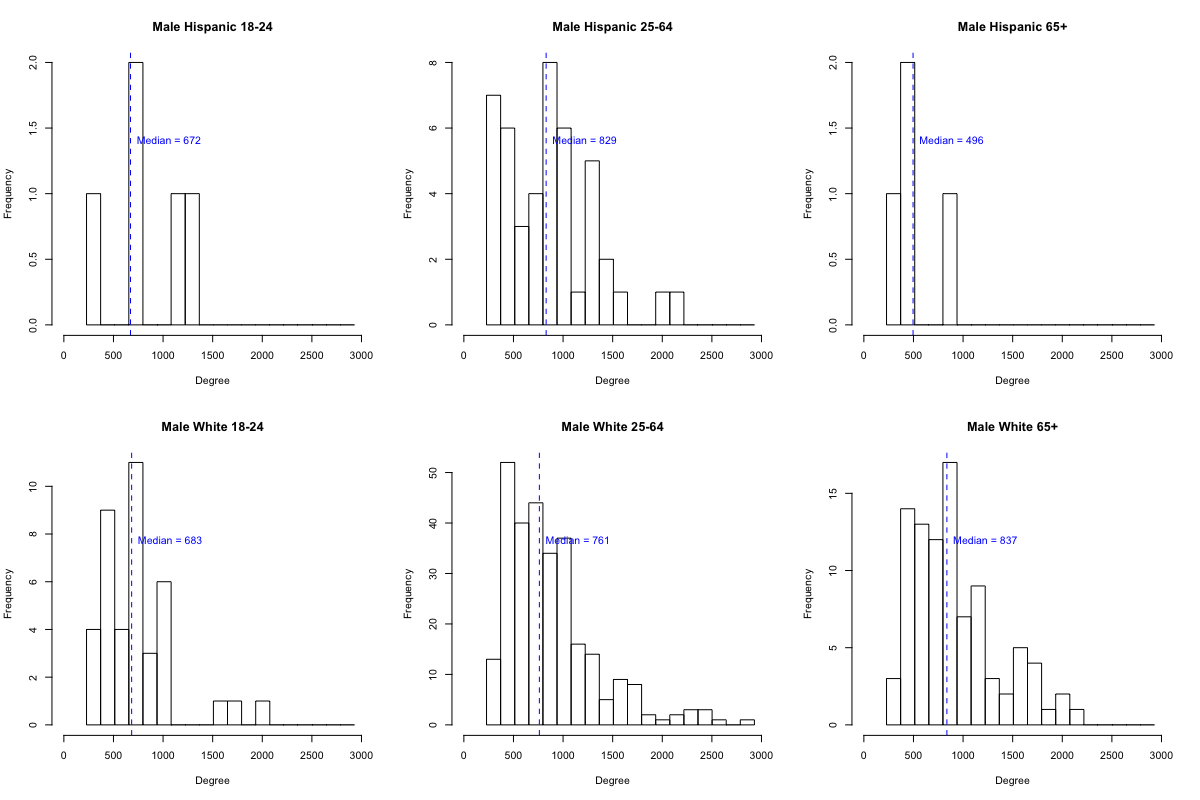 Male Hispanic 18-24
Frequency
0.0
0.5
1.0
1.5
2.0
Median = 672
0 500 1000 1500 2000 2500 3000
Degree
Male Hispanic 25-64
Frequency
0
2
4
6
8
Median = 829
0 500 1000 1500 2000 2500 3000
Degree
Male Hispanic 65+
Frequency
0.0
0.5
1.0
1.5
2.0
Median = 496
0 500 1000 1500 2000 2500 3000
Degree
Male White 18-24
Frequency
0
2
4
6
8
10
Median = 683
0 500 1000 1500 2000 2500 3000
Degree
Male White 25-64
Frequency
0
10
20
30
40
50
Median = 761
0 500 1000 1500 2000 2500 3000
Degree
Male White 65+
Frequency
0
5
10
15
Median = 837
0 500 1000 1500 2000 2500 3000
Degree